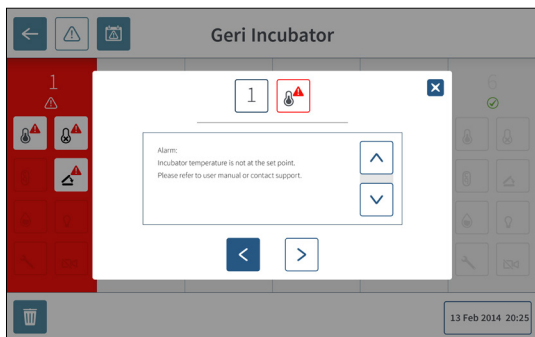 Geri Incubator
1
6
1
Alarm:
Incubator temperature is not at the set point.
Please refer to user manual or contact support.
13 Feb 2014 20:25